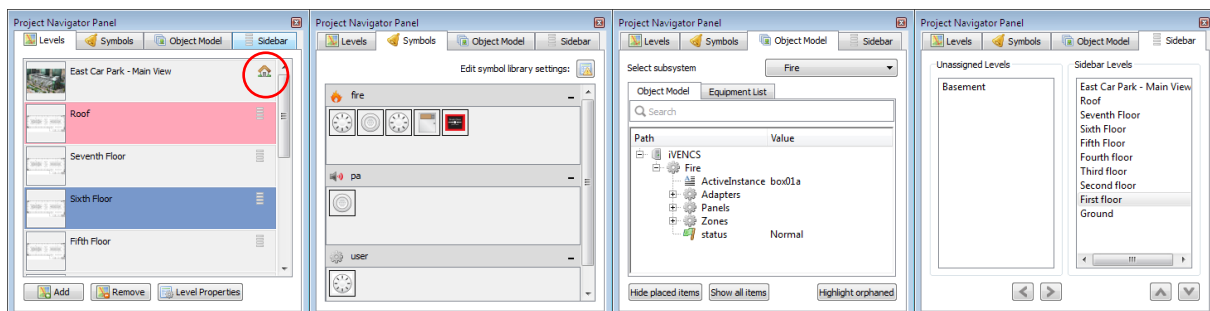 Project Navigator Panel
Levels Symbols Object Model Sidebar
East Car Park - Main View
Roof
Seventh Floor
Sixth Floor
Fifth Floor
Add Remove Level Properties
Project Navigator Panel
Levels Symbols Object Model Sidebar
Edit symbol library settings:
fire
pa
user
Project Navigator Panel
Levels Symbols Object Model Sidebar
Select subsystem Fire
Object Model Equipment List
Search
Path Value
iVENCS
Fire
ActiveInstance box01a
Adapters
Panels
Zones
status Normal
Hide placed items Show all items Highlight orphaned
Project Navigator Panel
Levels Symbols Object Model Sidebar
Unassigned Levels
Basement
Sidebar Levels
East Car Park - Main View
Roof
Seventh Floor
Sixth Floor
Fifth Floor
Fourth floor
Third floor
Second floor
First floor
Ground